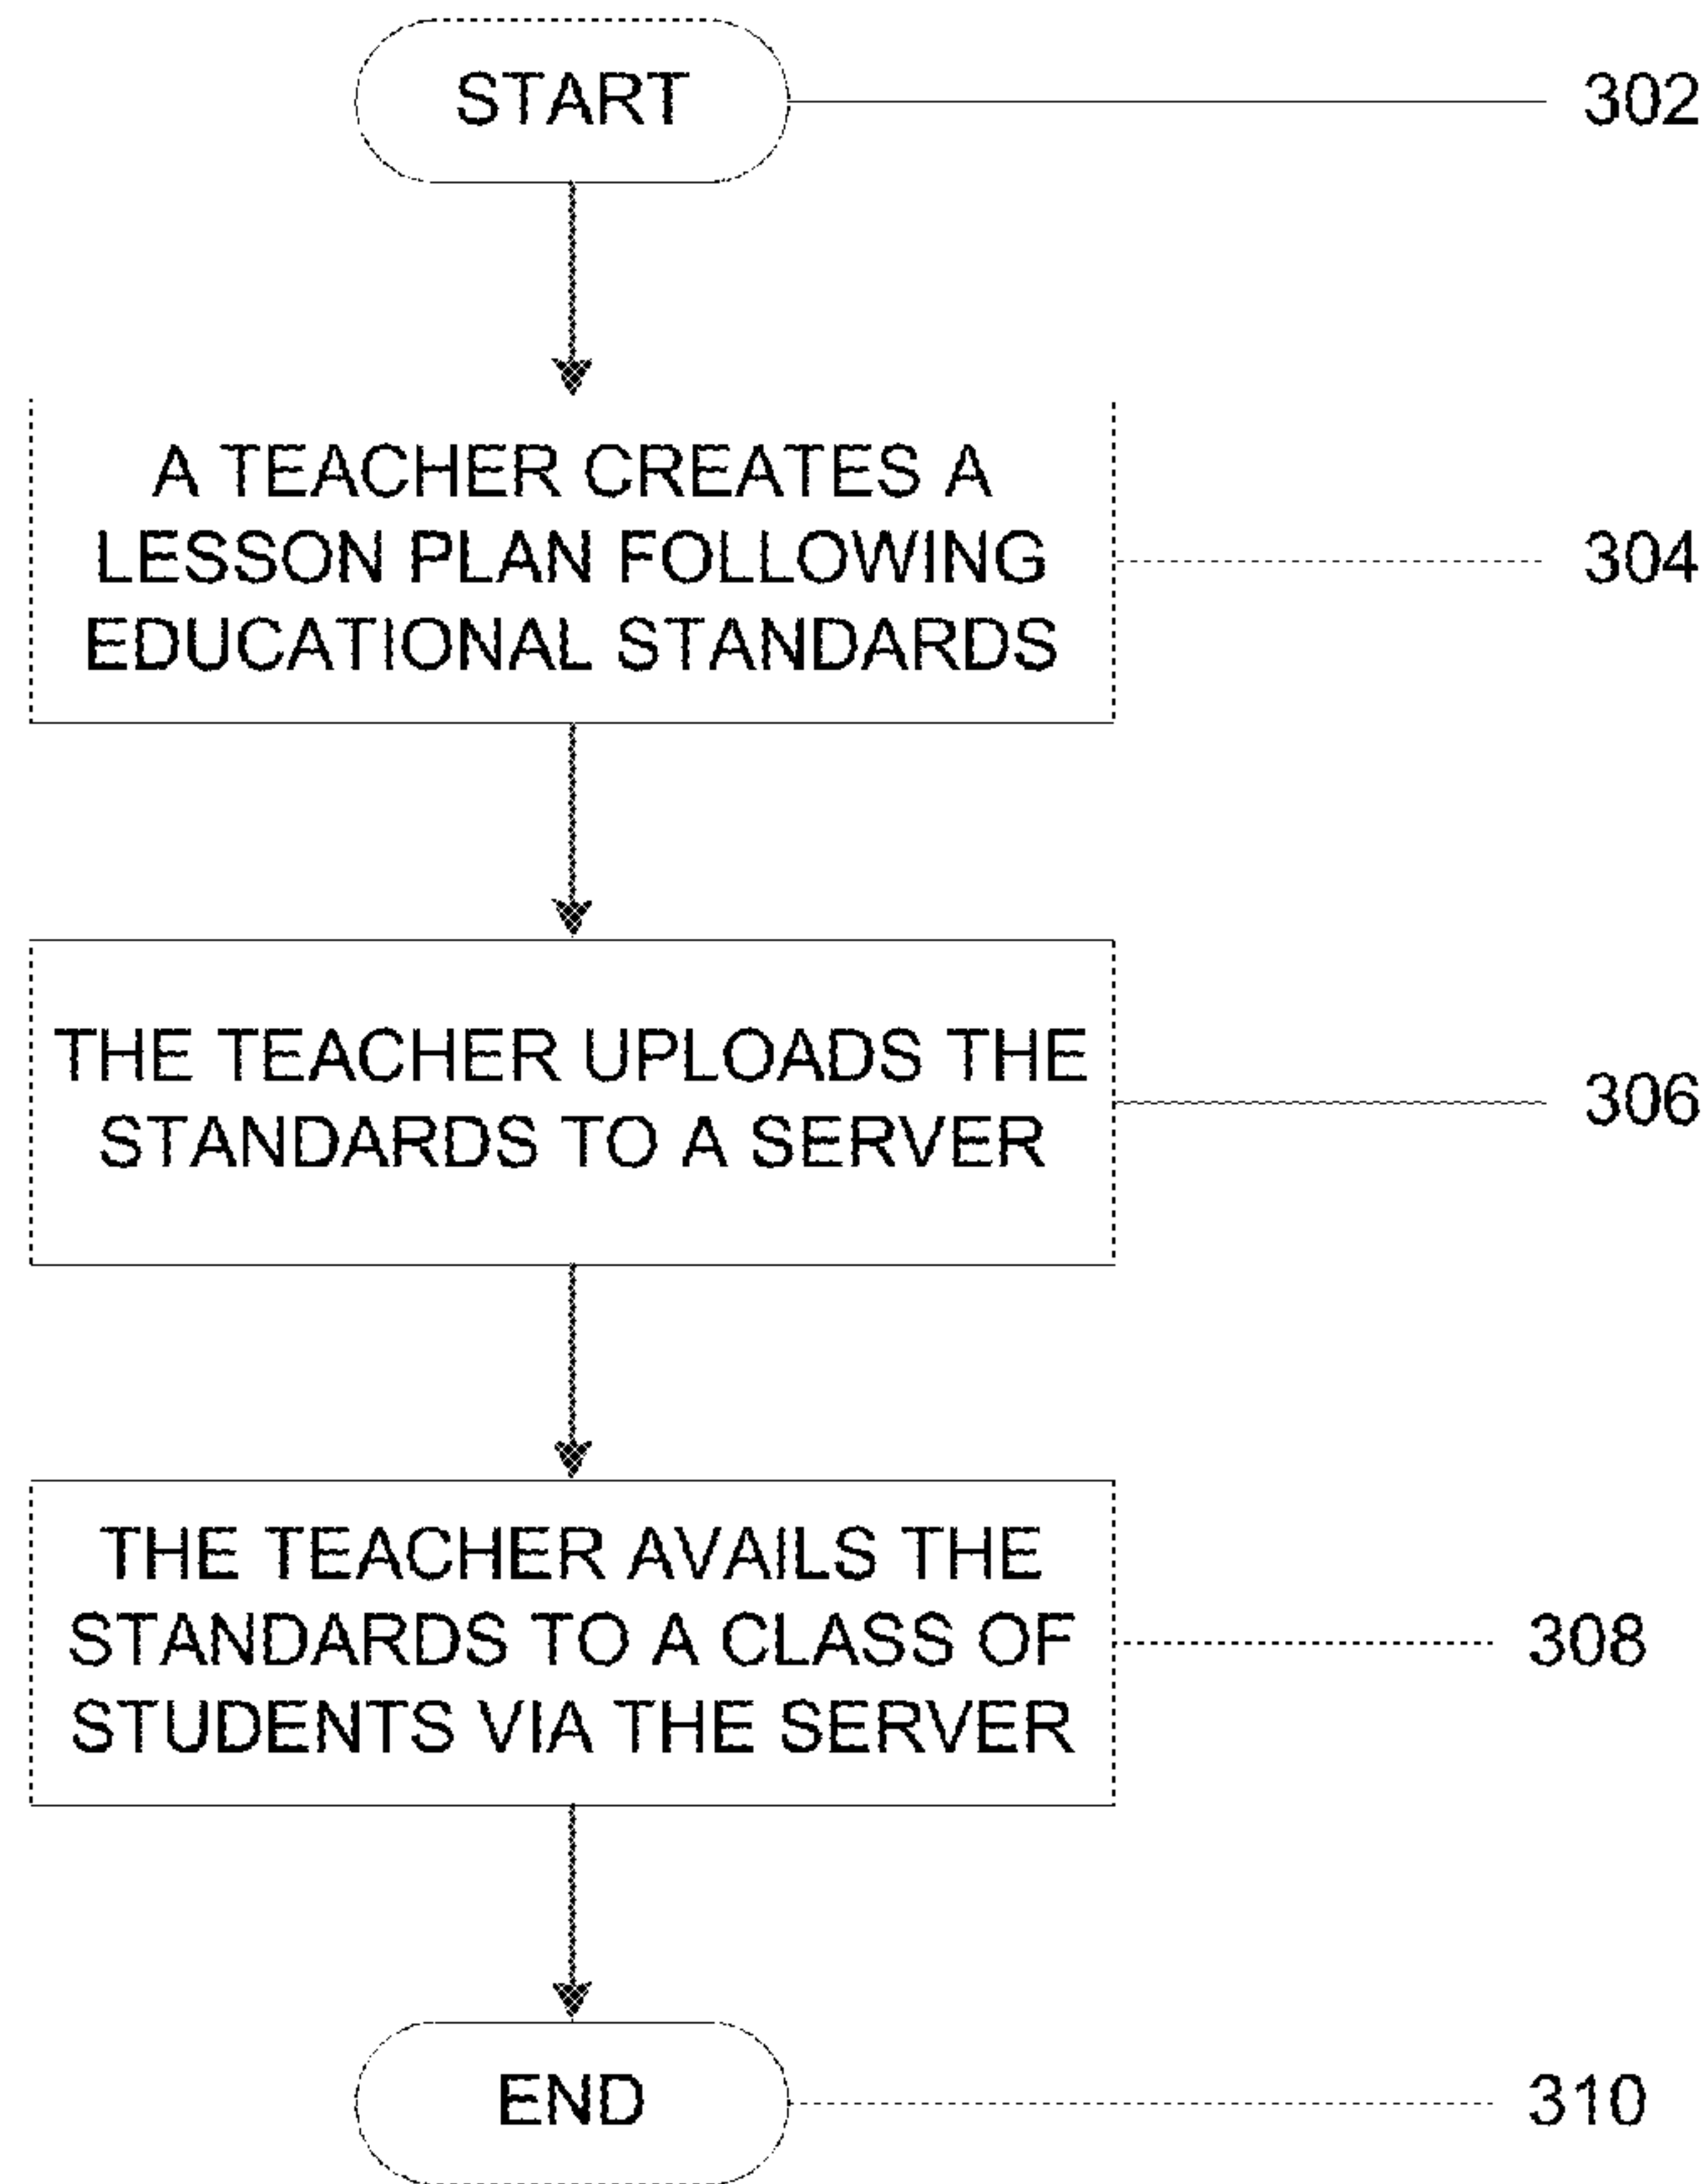 START
302
A TEACHER CREATES A
LESSON PLAN FOLLOWING
EDUCATIONAL STANDARDS
304
THE TEACHER UPLOADS THE
STANDARDS TO A SERVER
306
THE TEACHER AVAILS THE
STANDARDS TO A CLASS OF
STUDENTS VIA THE SERVER
308
END
310